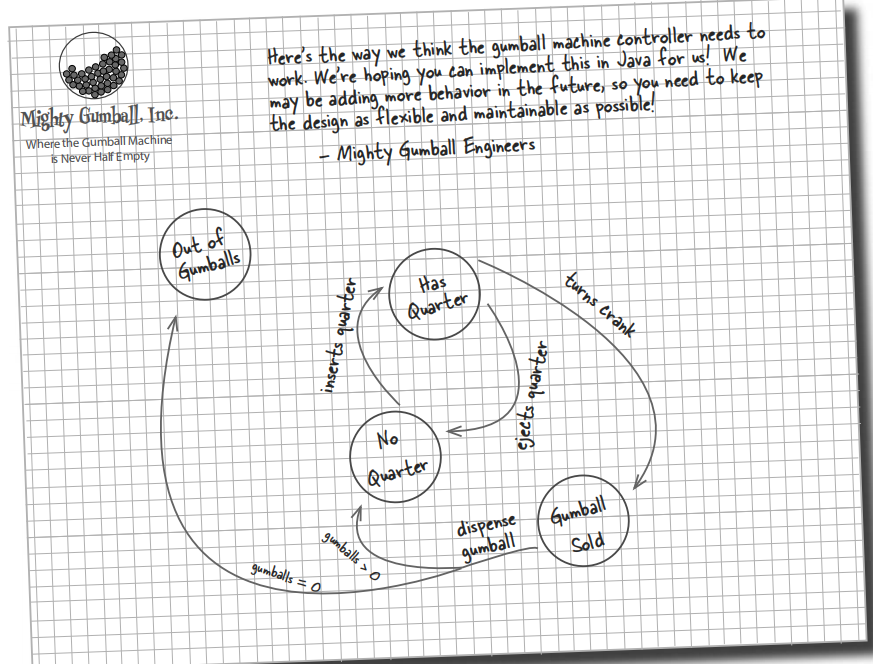 Here's the way we think the gumball machine controller needs to
work. We're hoping you can implement this in Java for us! We
may be adding more behavior in the future, so you need to keep
the design as flexible and maintainable as possible!
– Mighty Gumball Engineers
Mighty Gumball, Inc.
Where the Gumball Machine
is Never Half Empty
Out of
Gumballs
Has
Quarter
turns crank
inserts quarter
ejects quarter
No
Quarter
Gumball
Sold
dispense
gumball
gumballs > 0
gumballs = 0